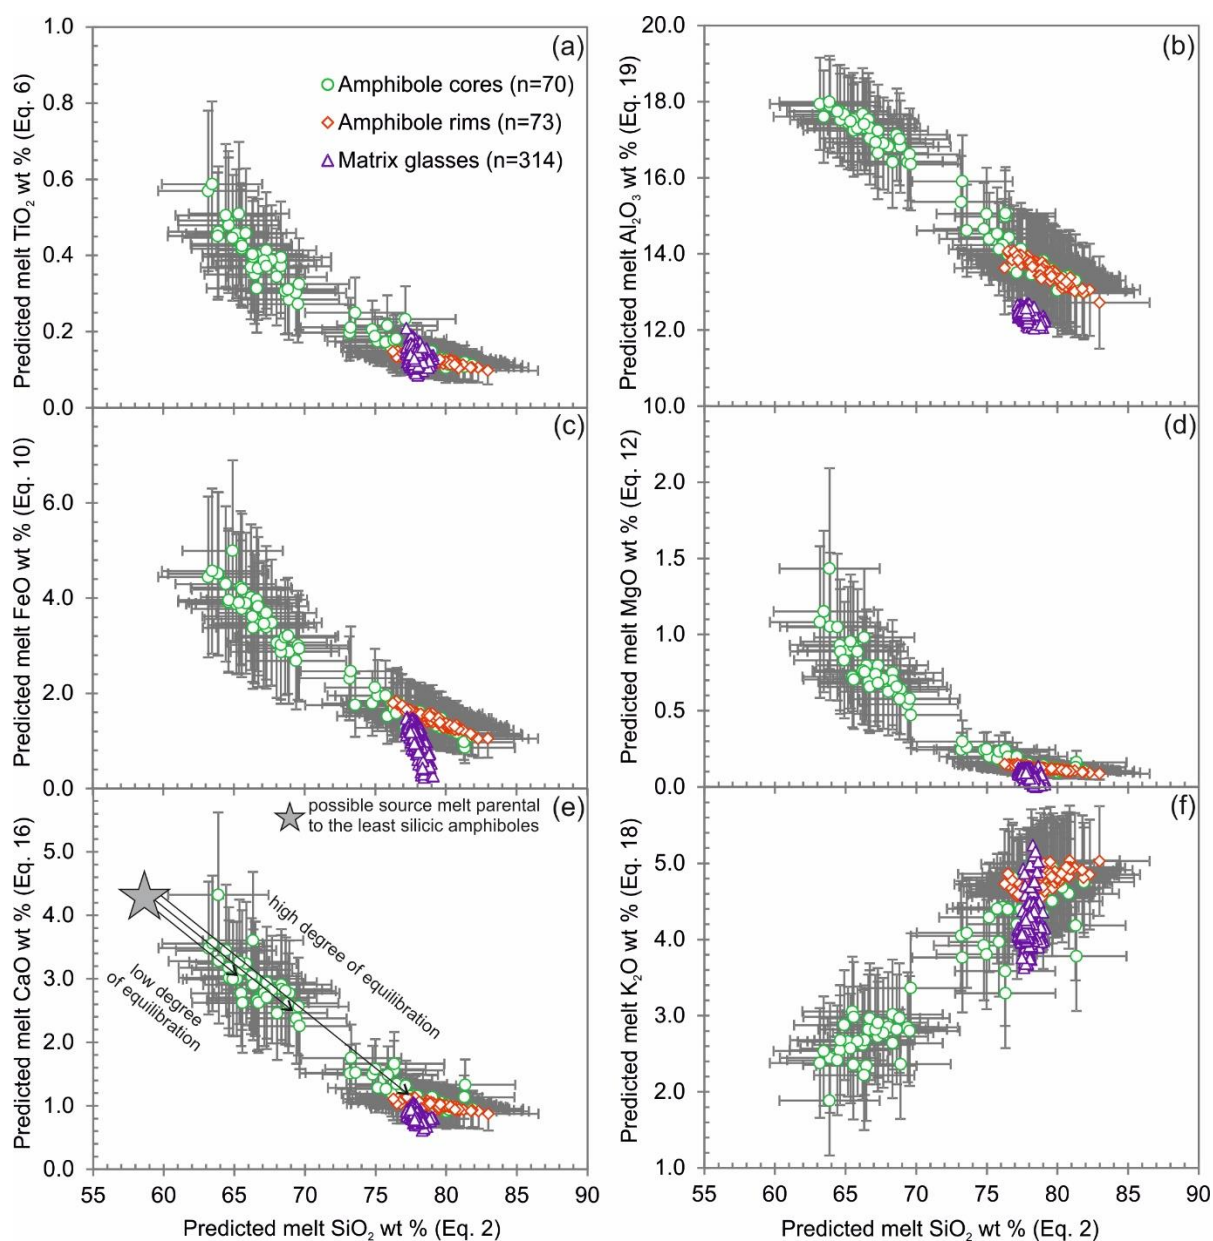 (a)
Amphibole cores (n=70)
Amphibole rims (n=73)
Matrix glasses (n=314)
1.0
0.8
0.6
0.4
0.2
0.0
Predicted melt TiO₂ wt % (Eq. 6)
(b)
20.0
18.0
16.0
14.0
12.0
10.0
Predicted melt Al₂O₃ wt % (Eq. 19)
(c)
6.0
4.0
2.0
0.0
Predicted melt FeO wt % (Eq. 10)
(d)
2.0
1.5
1.0
0.5
0.0
Predicted melt MgO wt % (Eq. 12)
(e)
possible source melt parental
to the least silicic amphiboles
high degree of equilibration
low degree
of equilibration
5.0
4.0
3.0
2.0
1.0
0.0
Predicted melt CaO wt % (Eq. 16)
55 60 65 70 75 80 85 90
Predicted melt SiO₂ wt % (Eq. 2)
(f)
5.0
4.0
3.0
2.0
1.0
Predicted melt K₂O wt % (Eq. 18)
55 60 65 70 75 80 85 90
Predicted melt SiO₂ wt % (Eq. 2)